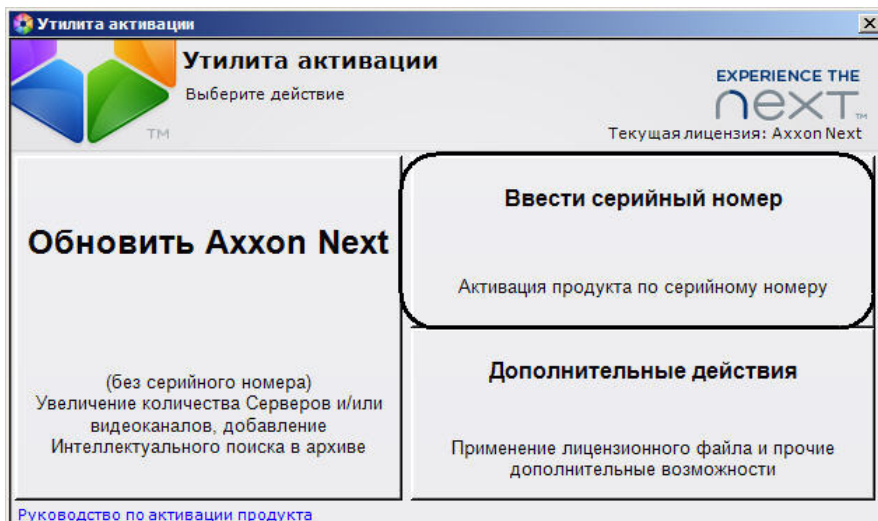 Утилита активации
Утилита активации
Выберите действие
TM
EXPERIENCE THE
next TM
Текущая лицензия: Axxon Next
Обновить Axxon Next
(без серийного номера)
Увеличение количества Серверов и/или
видеоканалов, добавление
Интеллектуального поиска в архиве
Ввести серийный номер
Активация продукта по серийному номеру
Дополнительные действия
Применение лицензионного файла и прочие
дополнительные возможности
Руководство по активации продукта